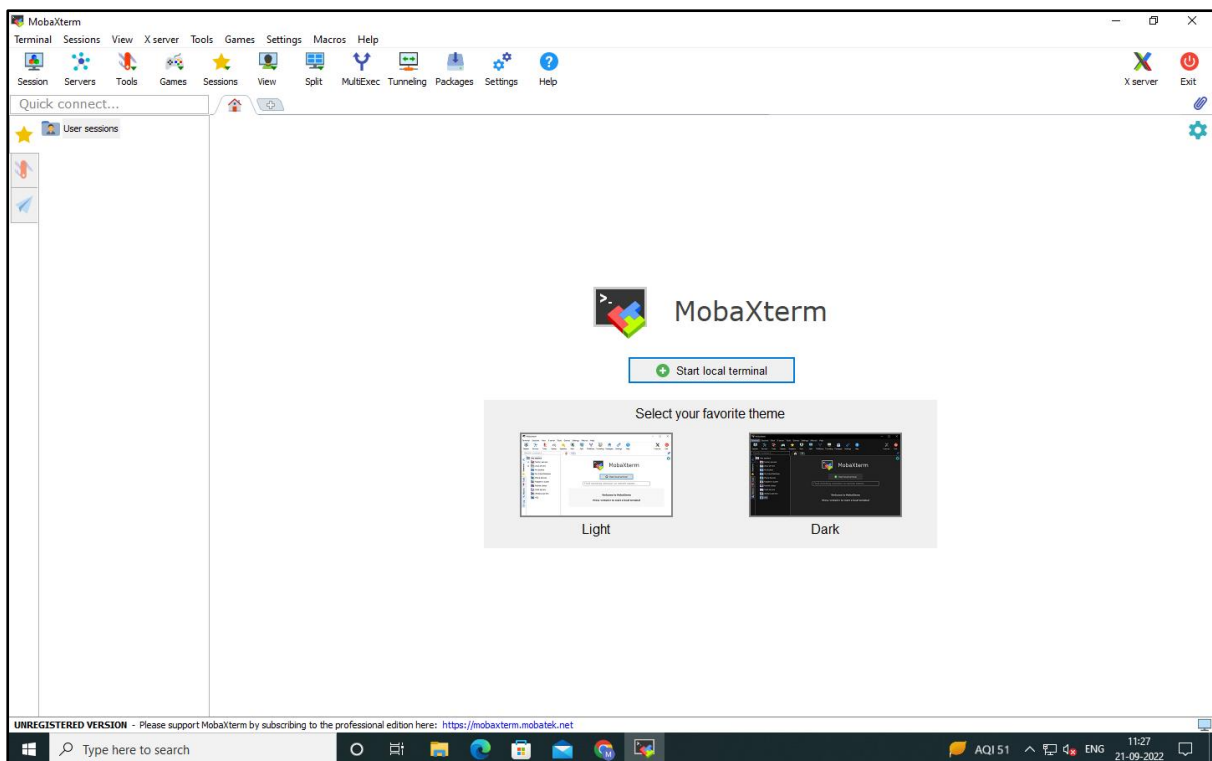 MobaXterm
Terminal Sessions View X server Tools Games Settings Macros Help
Session Servers Tools Games Sessions View Split MultiExec Tunneling Packages Settings Help X server Exit
Quick connect...
User sessions
>_ MobaXterm
Start local terminal
Select your favorite theme
Light Dark
UNREGISTERED VERSION - Please support MobaXterm by subscribing to the professional edition here: https://mobaxterm.mobatek.net
Type here to search
AQI 51 ENG 11:27
21-09-2022